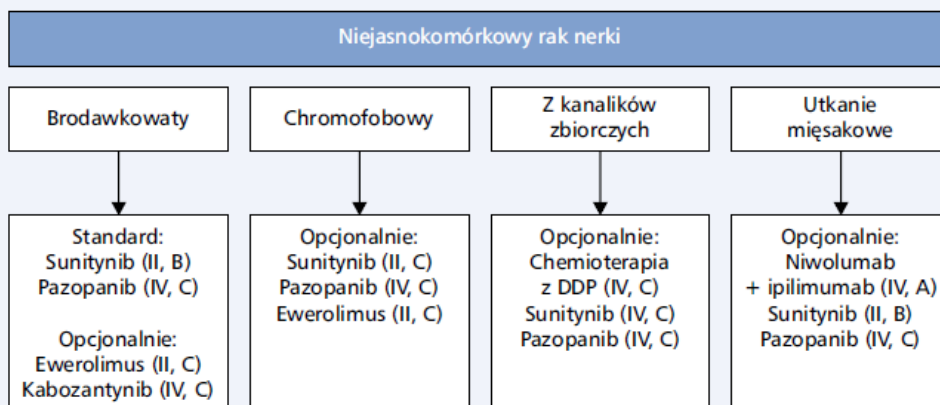 Niejasnokomórkowy rak nerki
Brodawkowaty
Chromofobowy
Z kanalików
zbiorczych
Utkanie
mięsakowe
Standard:
Sunitynib (II, B)
Pazopanib (IV, C)
Opcjonalnie:
Ewerolimus (II, C)
Kabozantynib (IV, C)
Opcjonalnie:
Sunitynib (II, C)
Pazopanib (IV, C)
Ewerolimus (II, C)
Opcjonalnie:
Chemioterapia
z DDP (IV, C)
Sunitynib (IV, C)
Pazopanib (IV, C)
Opcjonalnie:
Niwolumab
+ ipilimumab (IV, A)
Sunitynib (II, B)
Pazopanib (IV, C)